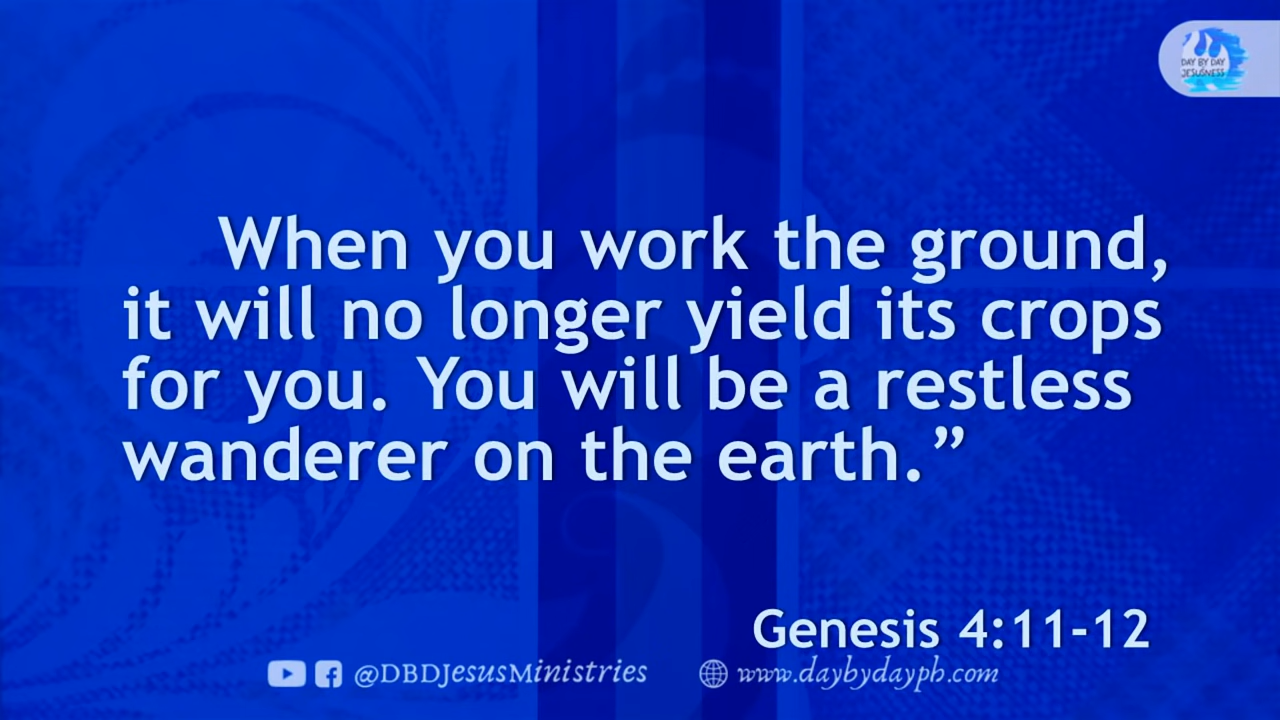 DAY BY DAY
JESUSNESS
When you work the ground,
it will no longer yield its crops
for you. You will be a restless
wanderer on the earth.”
Genesis 4:11-12
@DBDJesusMinistries
www.daybydayph.com